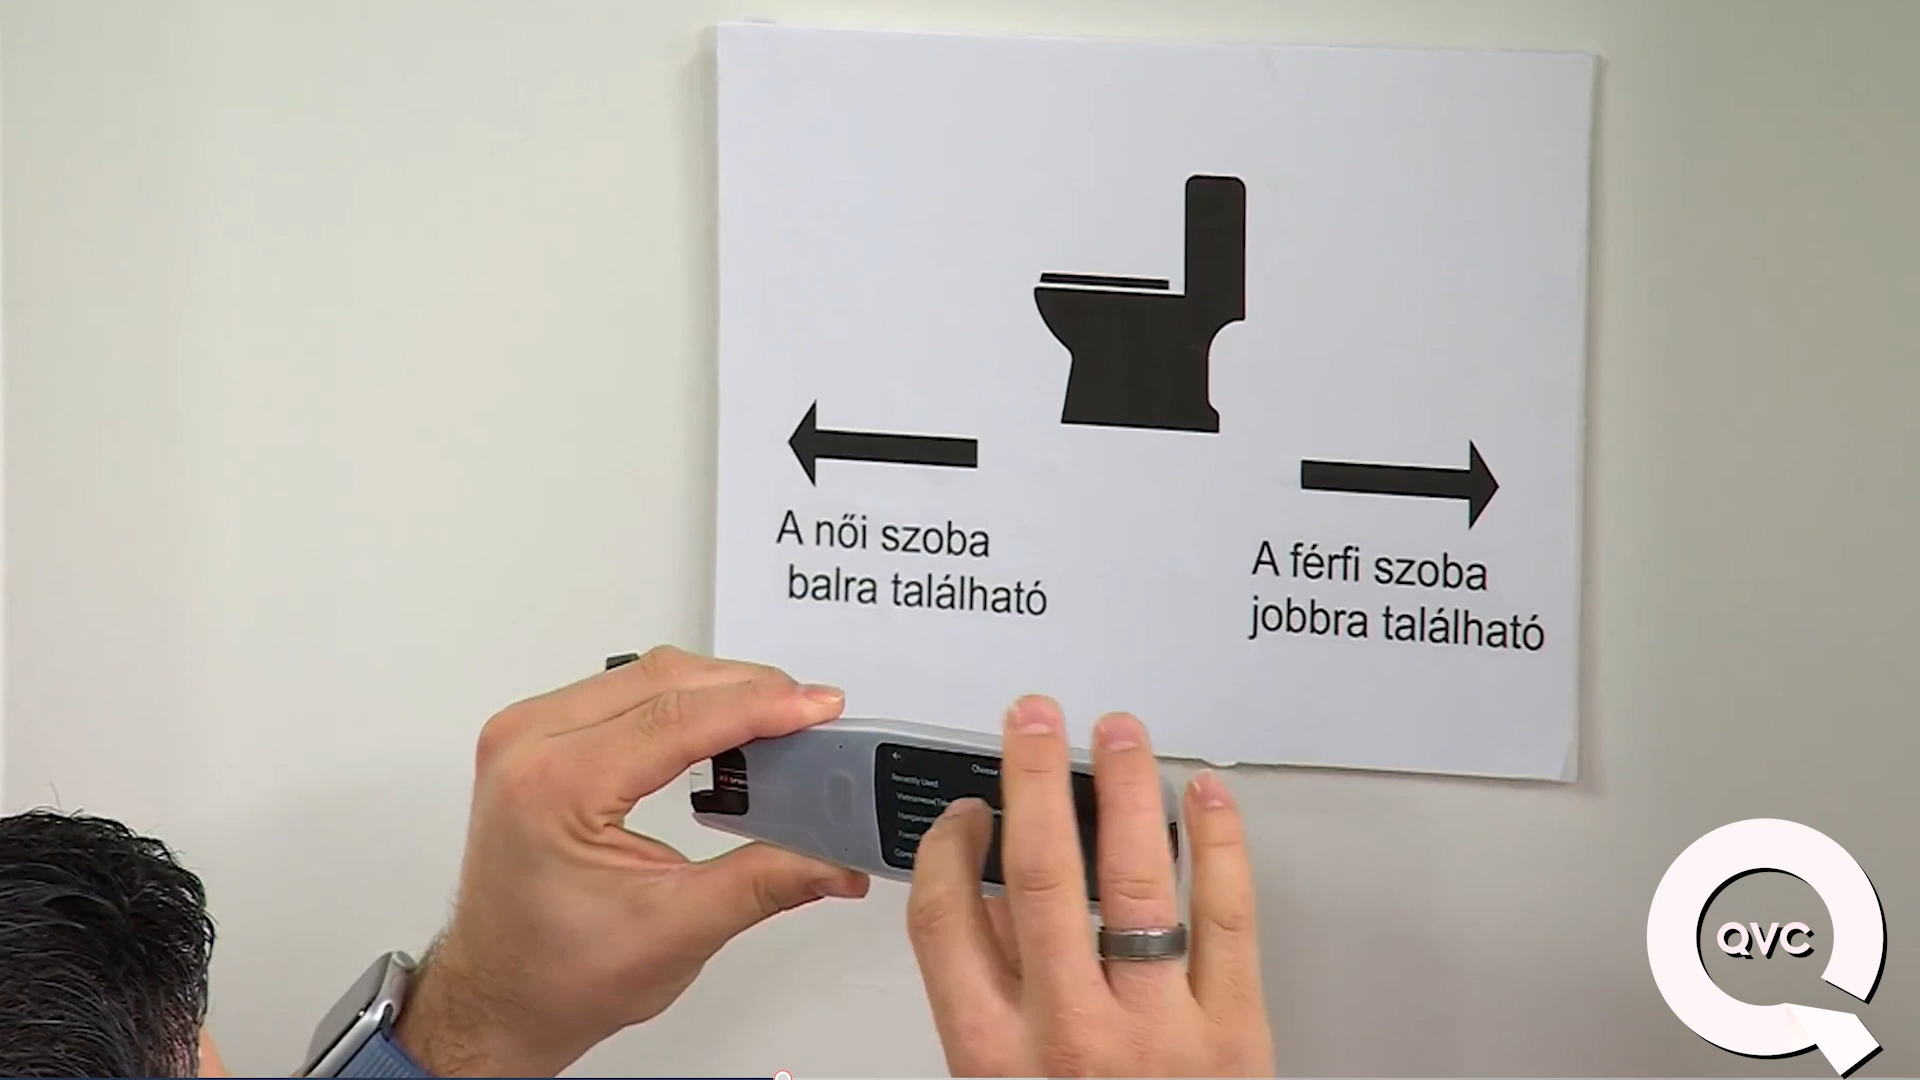 A női szoba
balra található
A férfi szoba
jobbra található
Recently Used
QVC